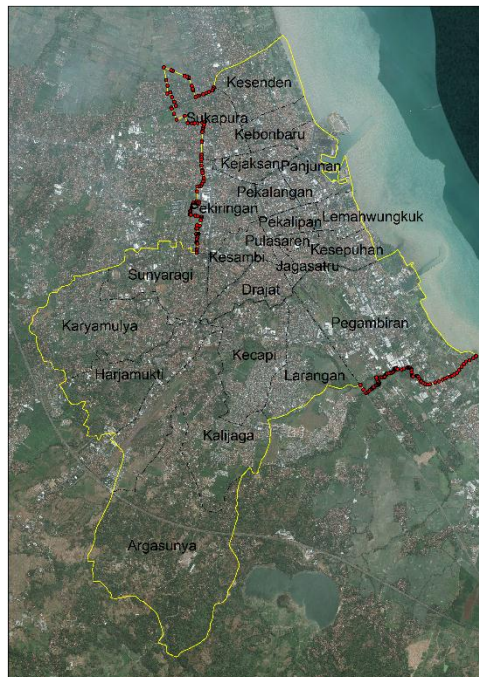 Kesenden
Sukapura
Kebonbaru
Kejaksan
Panjunan
Pekalangan
Pekiringan
Lemahwungkuk
Pekalipan
Pulasaren
Kesepuhan
Kesambi
Jagasatru
Sunyaragi
Drajat
Karyamulya
Pegambiran
Kecapi
Harjamukti
Larangan
Kalijaga
Argasunya